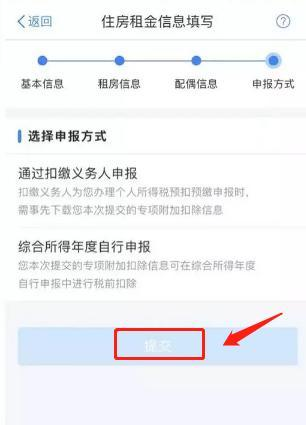 返回
住房租金信息填写
?
基本信息
租房信息
配偶信息
申报方式
选择申报方式
通过扣缴义务人申报
扣缴义务人为您办理个人所得税预扣预缴申报时,
需事先下载您本次提交的专项附加扣除信息
综合所得年度自行申报
您本次提交的专项附加扣除信息可在综合所得年度
自行申报中进行税前扣除
提交